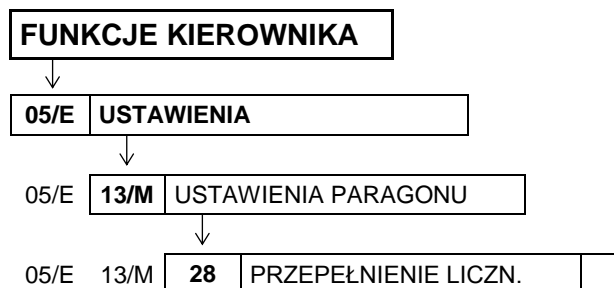 FUNKCJE KIEROWNIKA
05/E USTAWIENIA
05/E 13/M USTAWIENIA PARAGONU
05/E 13/M 28 PRZEPEŁNIENIE LICZN.